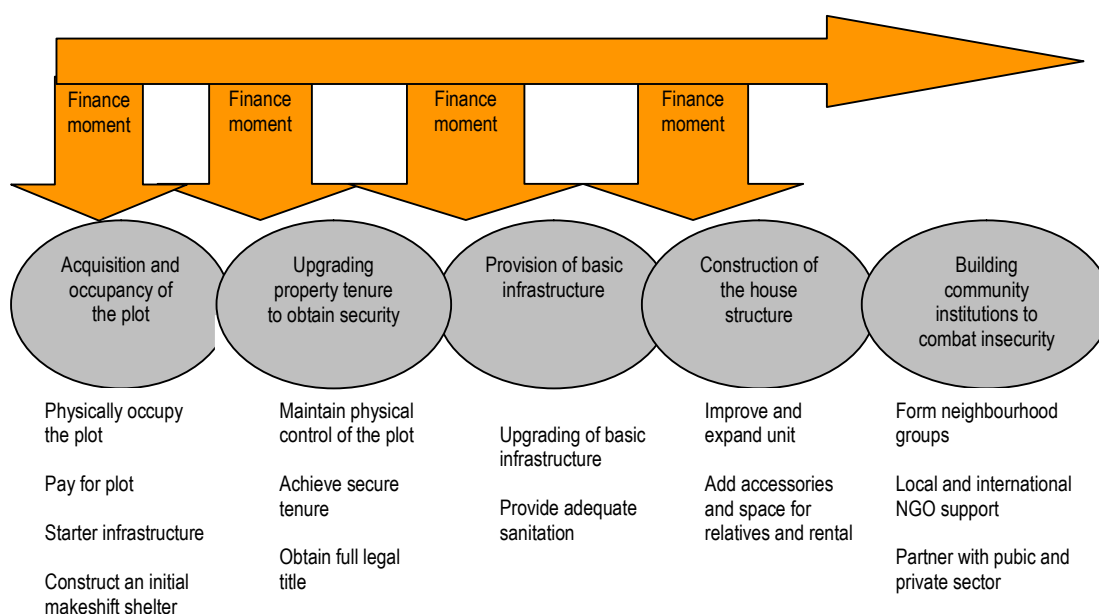 Finance
moment
Finance
moment
Finance
moment
Finance
moment
Acquisition and
occupancy of
the plot
Upgrading
property tenure
to obtain security
Provision of basic
infrastructure
Construction of
the house
structure
Building
community
institutions to
combat insecurity
Physically occupy
the plot
Pay for plot
Starter infrastructure
Construct an initial
makeshift shelter
Maintain physical
control of the plot
Achieve secure
tenure
Obtain full legal
title
Upgrading of basic
infrastructure
Provide adequate
sanitation
Improve and
expand unit
Add accessories
and space for
relatives and rental
Form neighbourhood
groups
Local and international
NGO support
Partner with pubic and
private sector